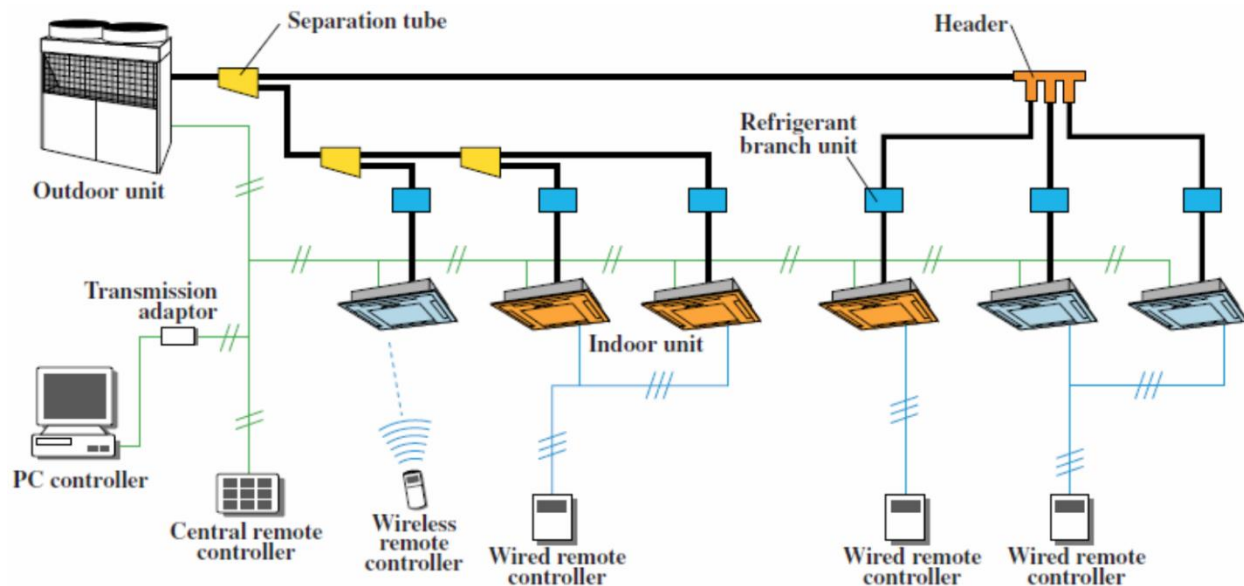 Separation tube
Header
Refrigerant
branch unit
Outdoor unit
Transmission
adaptor
Indoor unit
PC controller
Central remote
controller
Wireless
remote
controller
Wired remote
controller
Wired remote
controller
Wired remote
controller